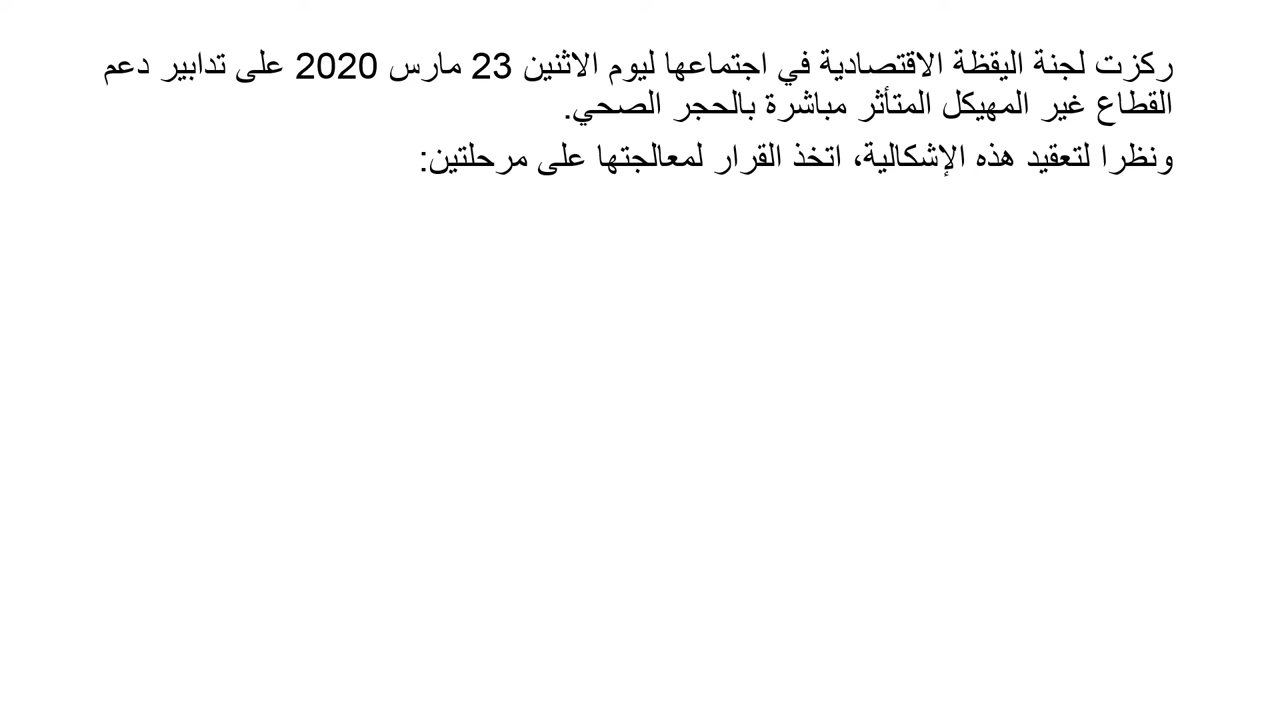 ركزت لجنة اليقظة الاقتصادية في اجتماعها ليوم الاثنين 23 مارس 2020 على تدابير دعم
القطاع غير المهيكل المتأثر مباشرة بالحجر الصحي.
ونظرا لتعقيد هذه الإشكالية، اتخذ القرار لمعالجتها على مرحلتين: